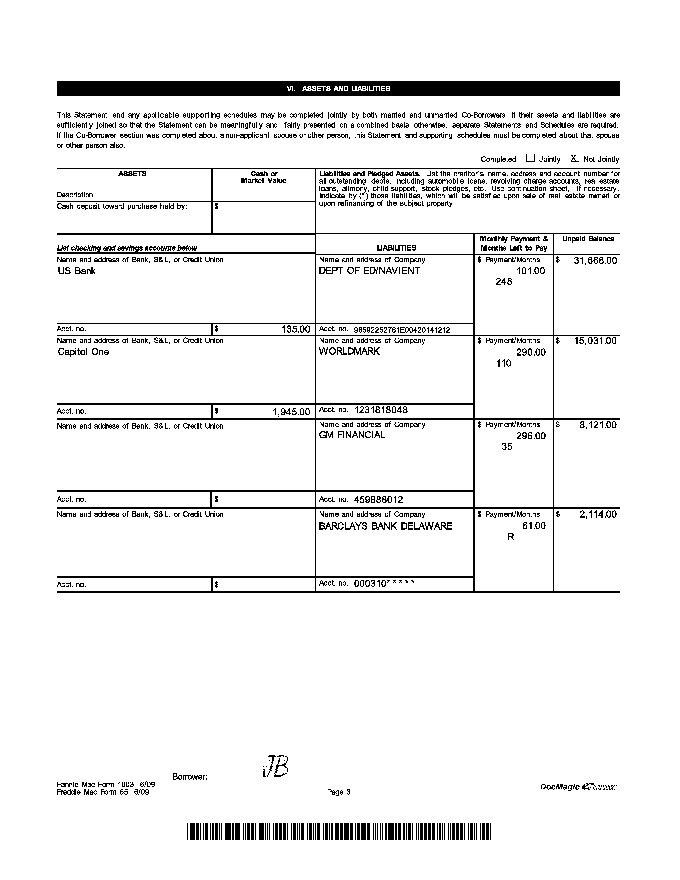 VI. ASSETS AND LIABILITIES
This Statement and any applicable supporting schedules may be completed jointly by both married and unmarried Co-Borrowers if their assets and liabilities are
sufficiently joined so that the Statement can be meaningfully and fairly presented on a combined basis otherwise, separate Statements and Schedules are required.
If the Co-Borrower section was completed about a non-applicant spouse or other person, this Statement and supporting schedules must be completed about that spouse
or other person also.
Completed ☐ Jointly X Not Jointly
ASSETS
Description
Cash or
Market Value
Liabilities and Pledged Assets. List the creditor's name, address and account number for
all outstanding debts, including automobile loans, revolving charge accounts, real estate
loans, alimony, child support, stock pledges, etc. Use continuation sheet, if necessary.
Indicate by (*) those liabilities, which will be satisfied upon sale of real estate owned or
upon refinancing of the subject property
Cash deposit toward purchase held by:
$
List checking and savings accounts below
LIABILITIES
Monthly Payment &
Months Left to Pay
Unpaid Balance
Name and address of Bank, S&L, or Credit Union
US Bank
Acct. no.
$ 135.00
Name and address of Company
DEPT OF ED/NAVIENT
Acct. no.
$ Payment/Months
101.00
248
$ 31,668.00
Name and address of Bank, S&L, or Credit Union
Capitol One
Acct. no.
$ 1,945.00
Name and address of Company
WORLDMARK
Acct. no. 1231818048
$ Payment/Months
290.00
110
$ 15,031.00
Name and address of Bank, S&L, or Credit Union
Acct. no.
$
Name and address of Company
GM FINANCIAL
Acct. no. 459886012
$ Payment/Months
296.00
35
$ 8,121.00
Name and address of Bank, S&L, or Credit Union
Acct. no.
$
Name and address of Company
BARCLAYS BANK DELAWARE
Acct. no. 000310*****
$ Payment/Months
61.00
R
$ 2,114.00
Borrower: JB
Fannie Mae Form 1003 6/09
Freddie Mac Form 65 6/09
Page 3
DocMagic